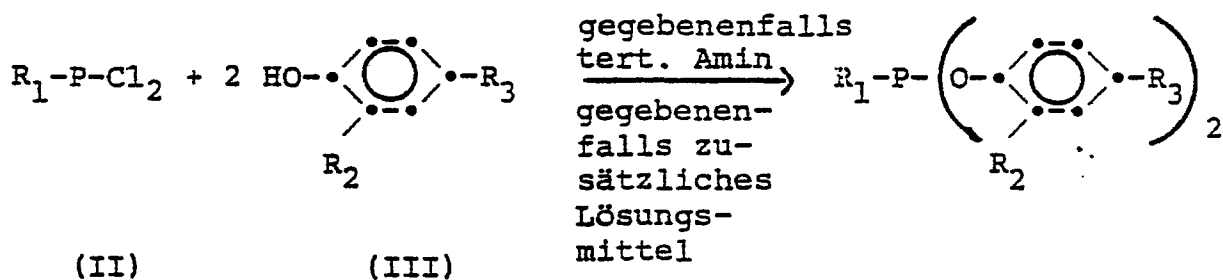 gegebenenfalls
tert. Amin
R1-P-Cl2 + 2 HO- -R3
R1-P-(O- -R3)2
R2
R2
gegebenen-
falls zu-
sätzliches
Lösungs-
mittel
(II) (III)